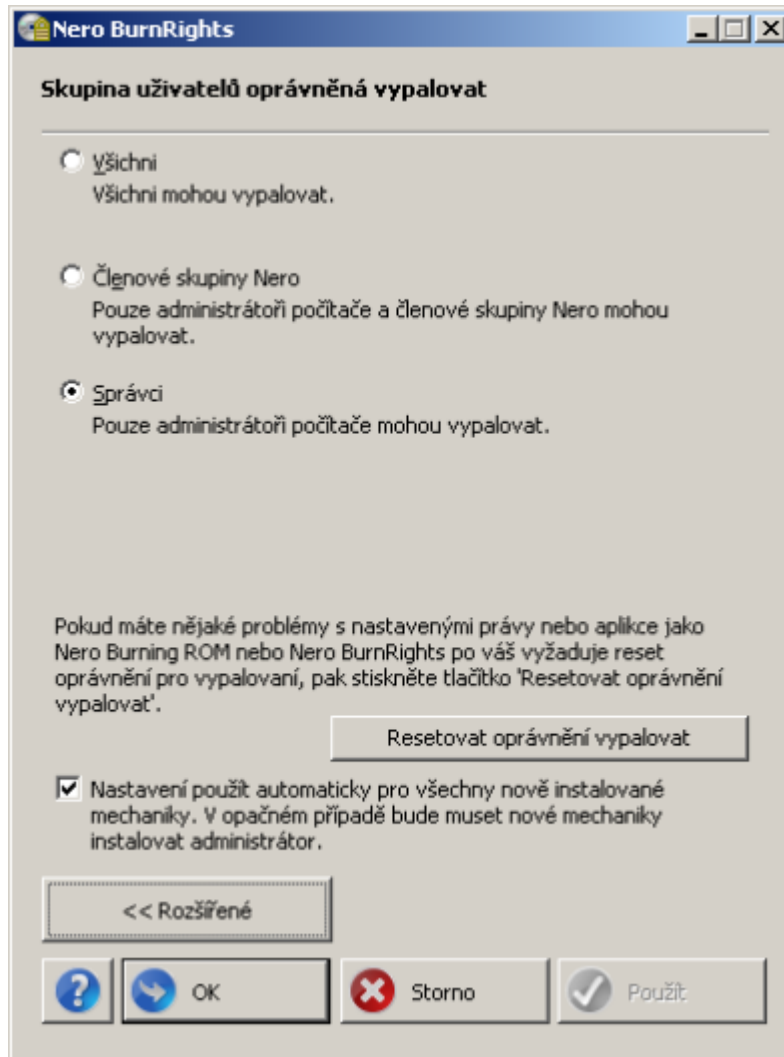 Nero BurnRights
Skupina uživatelů oprávněná vypalovat
Všichni
Všichni mohou vypalovat.
Členové skupiny Nero
Pouze administrátoři počítače a členové skupiny Nero mohou
vypalovat.
Správci
Pouze administrátoři počítače mohou vypalovat.
Pokud máte nějaké problémy s nastavenými právy nebo aplikce jako
Nero Burning ROM nebo Nero BurnRights po váš vyžaduje reset
oprávnění pro vypalovaní, pak stiskněte tlačítko 'Resetovat oprávnění
vypalovat'.
Resetovat oprávnění vypalovat
Nastavení použít automaticky pro všechny nově instalované
mechaniky. V opačném případě bude muset nové mechaniky
instalovat administrátor.
<< Rozšířené
? OK Storno Použít